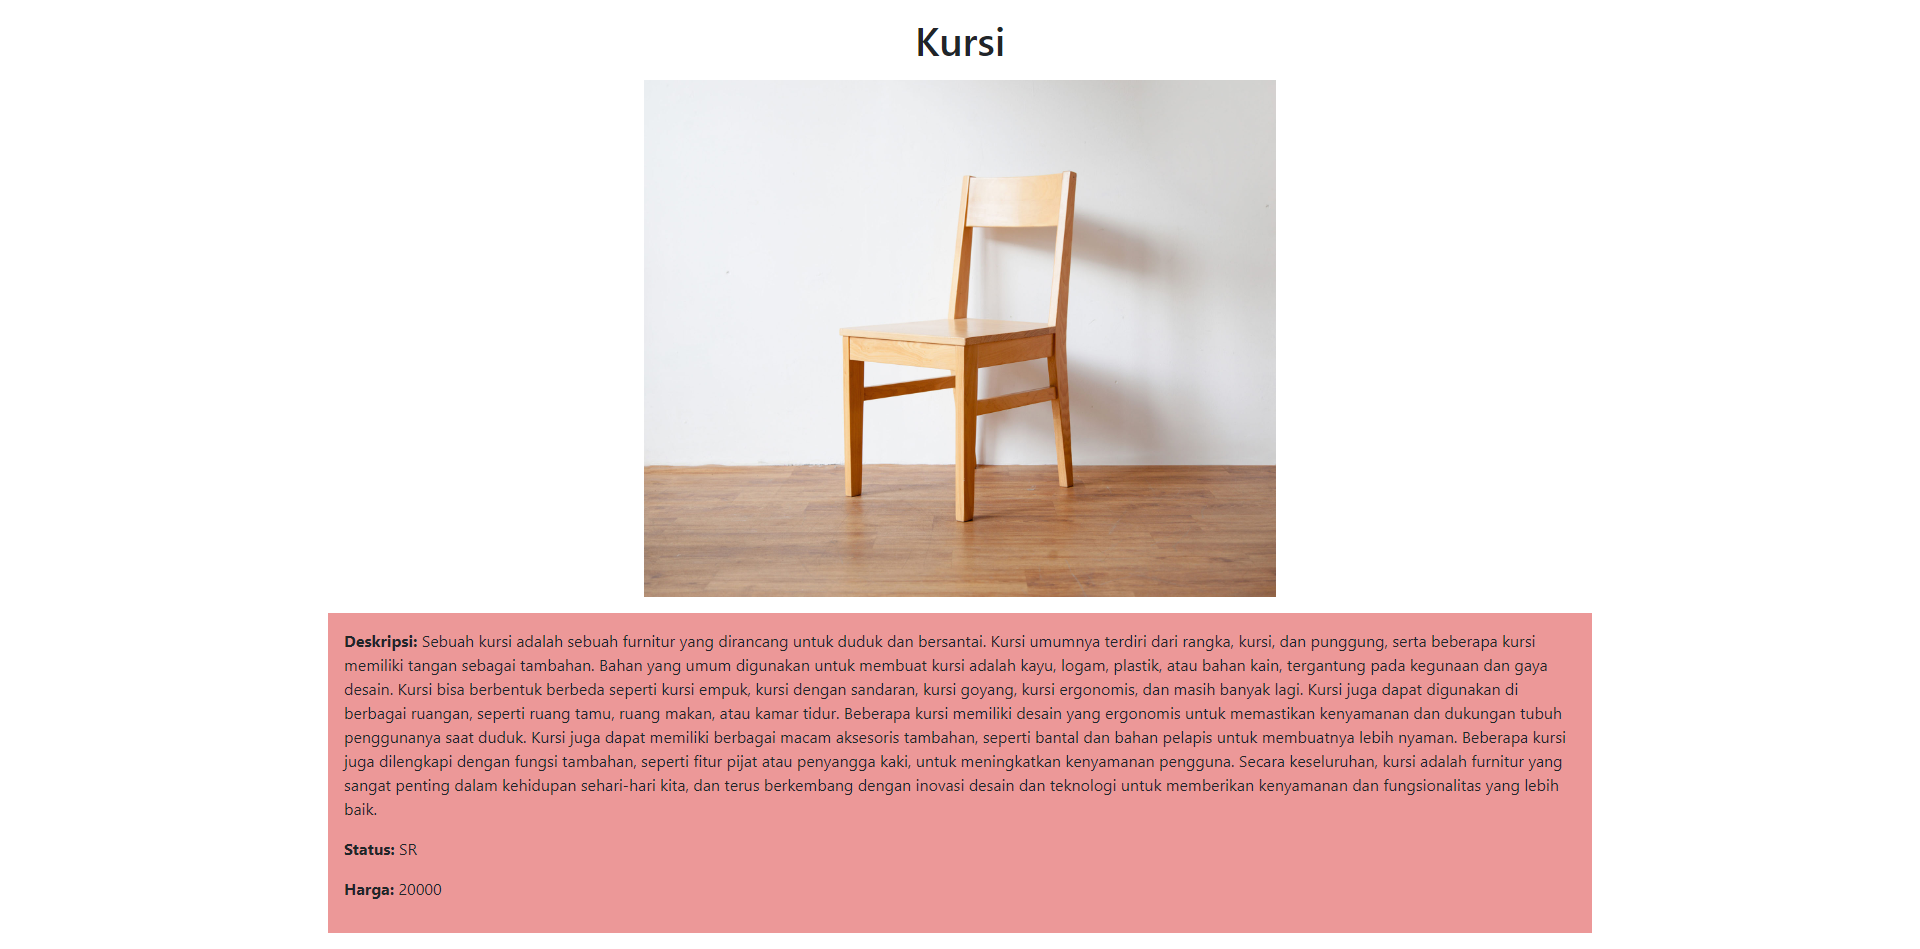 Kursi
Deskripsi: Sebuah kursi adalah sebuah furnitur yang dirancang untuk duduk dan bersantai. Kursi umumnya terdiri dari rangka, kursi, dan punggung, serta beberapa kursi
memiliki tangan sebagai tambahan. Bahan yang umum digunakan untuk membuat kursi adalah kayu, logam, plastik, atau bahan kain, tergantung pada kegunaan dan gaya
desain. Kursi bisa berbentuk berbeda seperti kursi empuk, kursi dengan sandaran, kursi goyang, kursi ergonomis, dan masih banyak lagi. Kursi juga dapat digunakan di
berbagai ruangan, seperti ruang tamu, ruang makan, atau kamar tidur. Beberapa kursi memiliki desain yang ergonomis untuk memastikan kenyamanan dan dukungan tubuh
penggunanya saat duduk. Kursi juga dapat memiliki berbagai macam aksesoris tambahan, seperti bantal dan bahan pelapis untuk membuatnya lebih nyaman. Beberapa kursi
juga dilengkapi dengan fungsi tambahan, seperti fitur pijat atau penyangga kaki, untuk meningkatkan kenyamanan pengguna. Secara keseluruhan, kursi adalah furnitur yang
sangat penting dalam kehidupan sehari-hari kita, dan terus berkembang dengan inovasi desain dan teknologi untuk memberikan kenyamanan dan fungsionalitas yang lebih
baik.
Status: SR
Harga: 20000